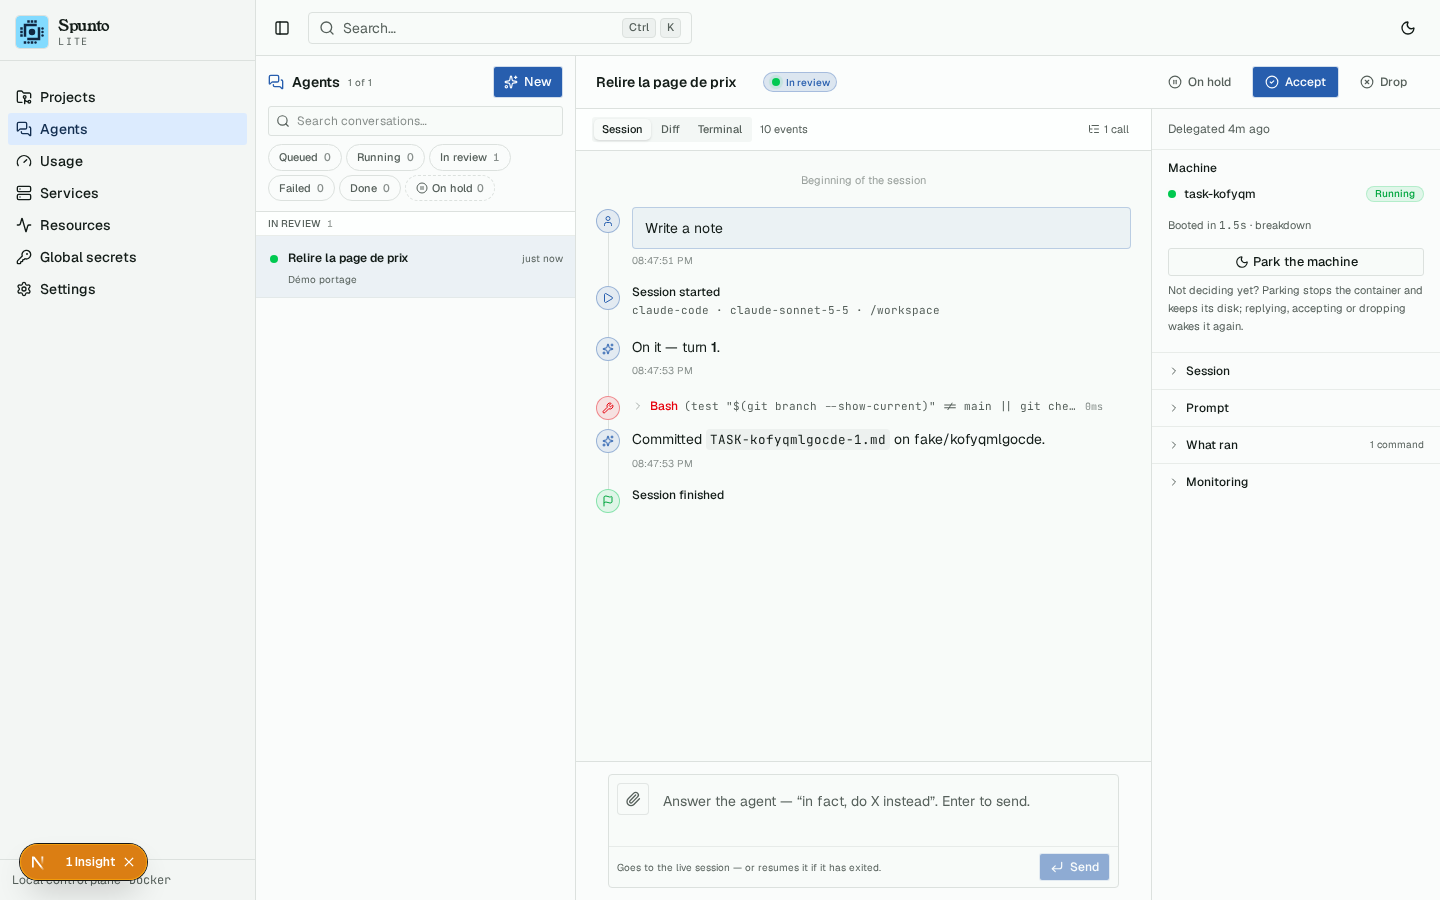 Spunto
LITE
Projects
Agents
Usage
Services
Resources
Global secrets
Settings
1 Insight
Local control plane · Docker
Search...
Ctrl K
Agents 1 of 1
New
Search conversations...
Queued 0
Running 0
In review 1
Failed 0
Done 0
On hold 0
IN REVIEW 1
Relire la page de prix
just now
Démo portage
Relire la page de prix
In review
On hold
Accept
Drop
Session
Diff
Terminal
10 events
1 call
Beginning of the session
Write a note
08:47:51 PM
Session started
claude-code · claude-sonnet-5-5 · /workspace
On it — turn 1.
08:47:53 PM
Bash (test "$(git branch --show-current)" != main || git che… 0ms
Committed TASK-kofyqmlgocde-1.md on fake/kofyqmlgocde.
08:47:53 PM
Session finished
Answer the agent — “in fact, do X instead”. Enter to send.
Goes to the live session — or resumes it if it has exited.
Send
Delegated 4m ago
Machine
task-kofyqm
Running
Booted in 1.5s · breakdown
Park the machine
Not deciding yet? Parking stops the container and
keeps its disk; replying, accepting or dropping
wakes it again.
Session
Prompt
What ran
1 command
Monitoring